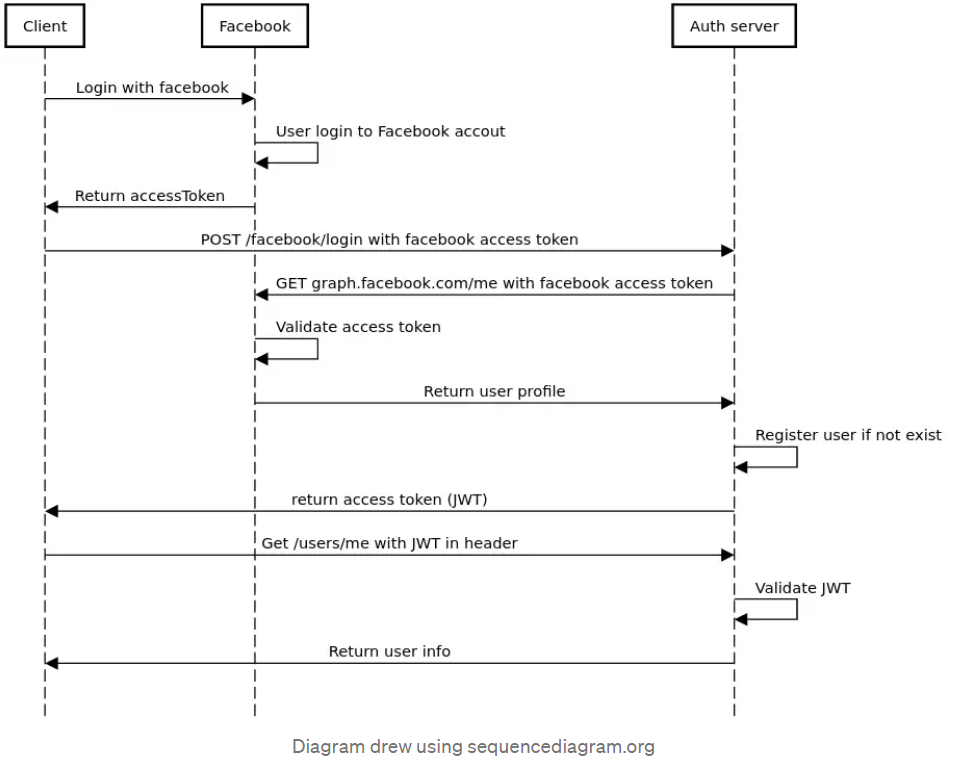 Client
Facebook
Auth server
Login with facebook
User login to Facebook accout
Return accessToken
POST /facebook/login with facebook access token
GET graph.facebook.com/me with facebook access token
Validate access token
Return user profile
Register user if not exist
return access token (JWT)
Get /users/me with JWT in header
Validate JWT
Return user info
Diagram drew using sequencediagram.org